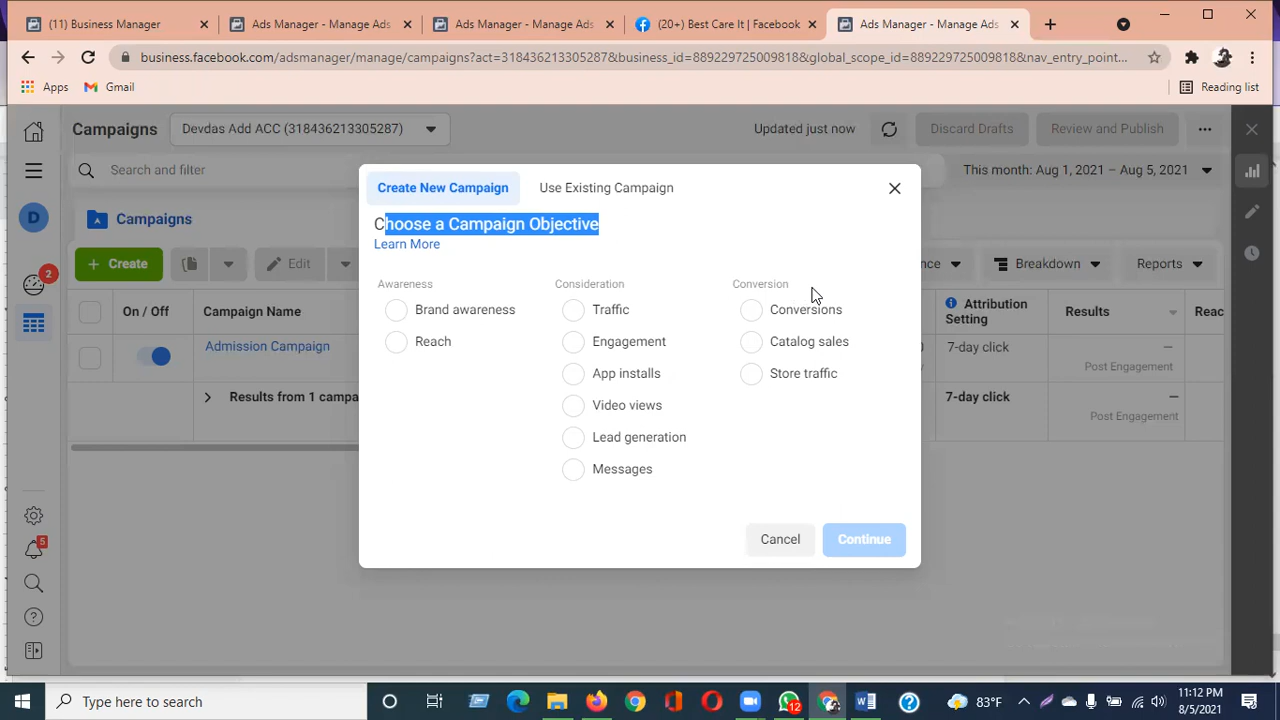 (11) Business Manager
Ads Manager - Manage Ads
Ads Manager - Manage Ads
(20+) Best Care It | Facebook
Ads Manager - Manage Ads
business.facebook.com/adsmanager/manage/campaigns?act=318436213305287&business_id=889229725009818&global_scope_id=889229725009818&nav_entry_point...
Apps
Gmail
Reading list
Campaigns
Devdas Add ACC (318436213305287)
Updated just now
Discard Drafts
Review and Publish
Search and filter
This month: Aug 1, 2021 – Aug 5, 2021
Create New Campaign
Use Existing Campaign
D
Campaigns
Choose a Campaign Objective
Learn More
+ Create
Edit
Breakdown
Reports
2
On / Off
Campaign Name
Attribution
Setting
Results
Reac
Awareness
Brand awareness
Reach
Consideration
Traffic
Engagement
App installs
Video views
Lead generation
Messages
Conversion
Conversions
Catalog sales
Store traffic
Admission Campaign
7-day click
—
Post Engagement
Results from 1 campa
7-day click
—
Post Engagement
Cancel
Continue
5
Type here to search
12
83°F
11:12 PM
8/5/2021